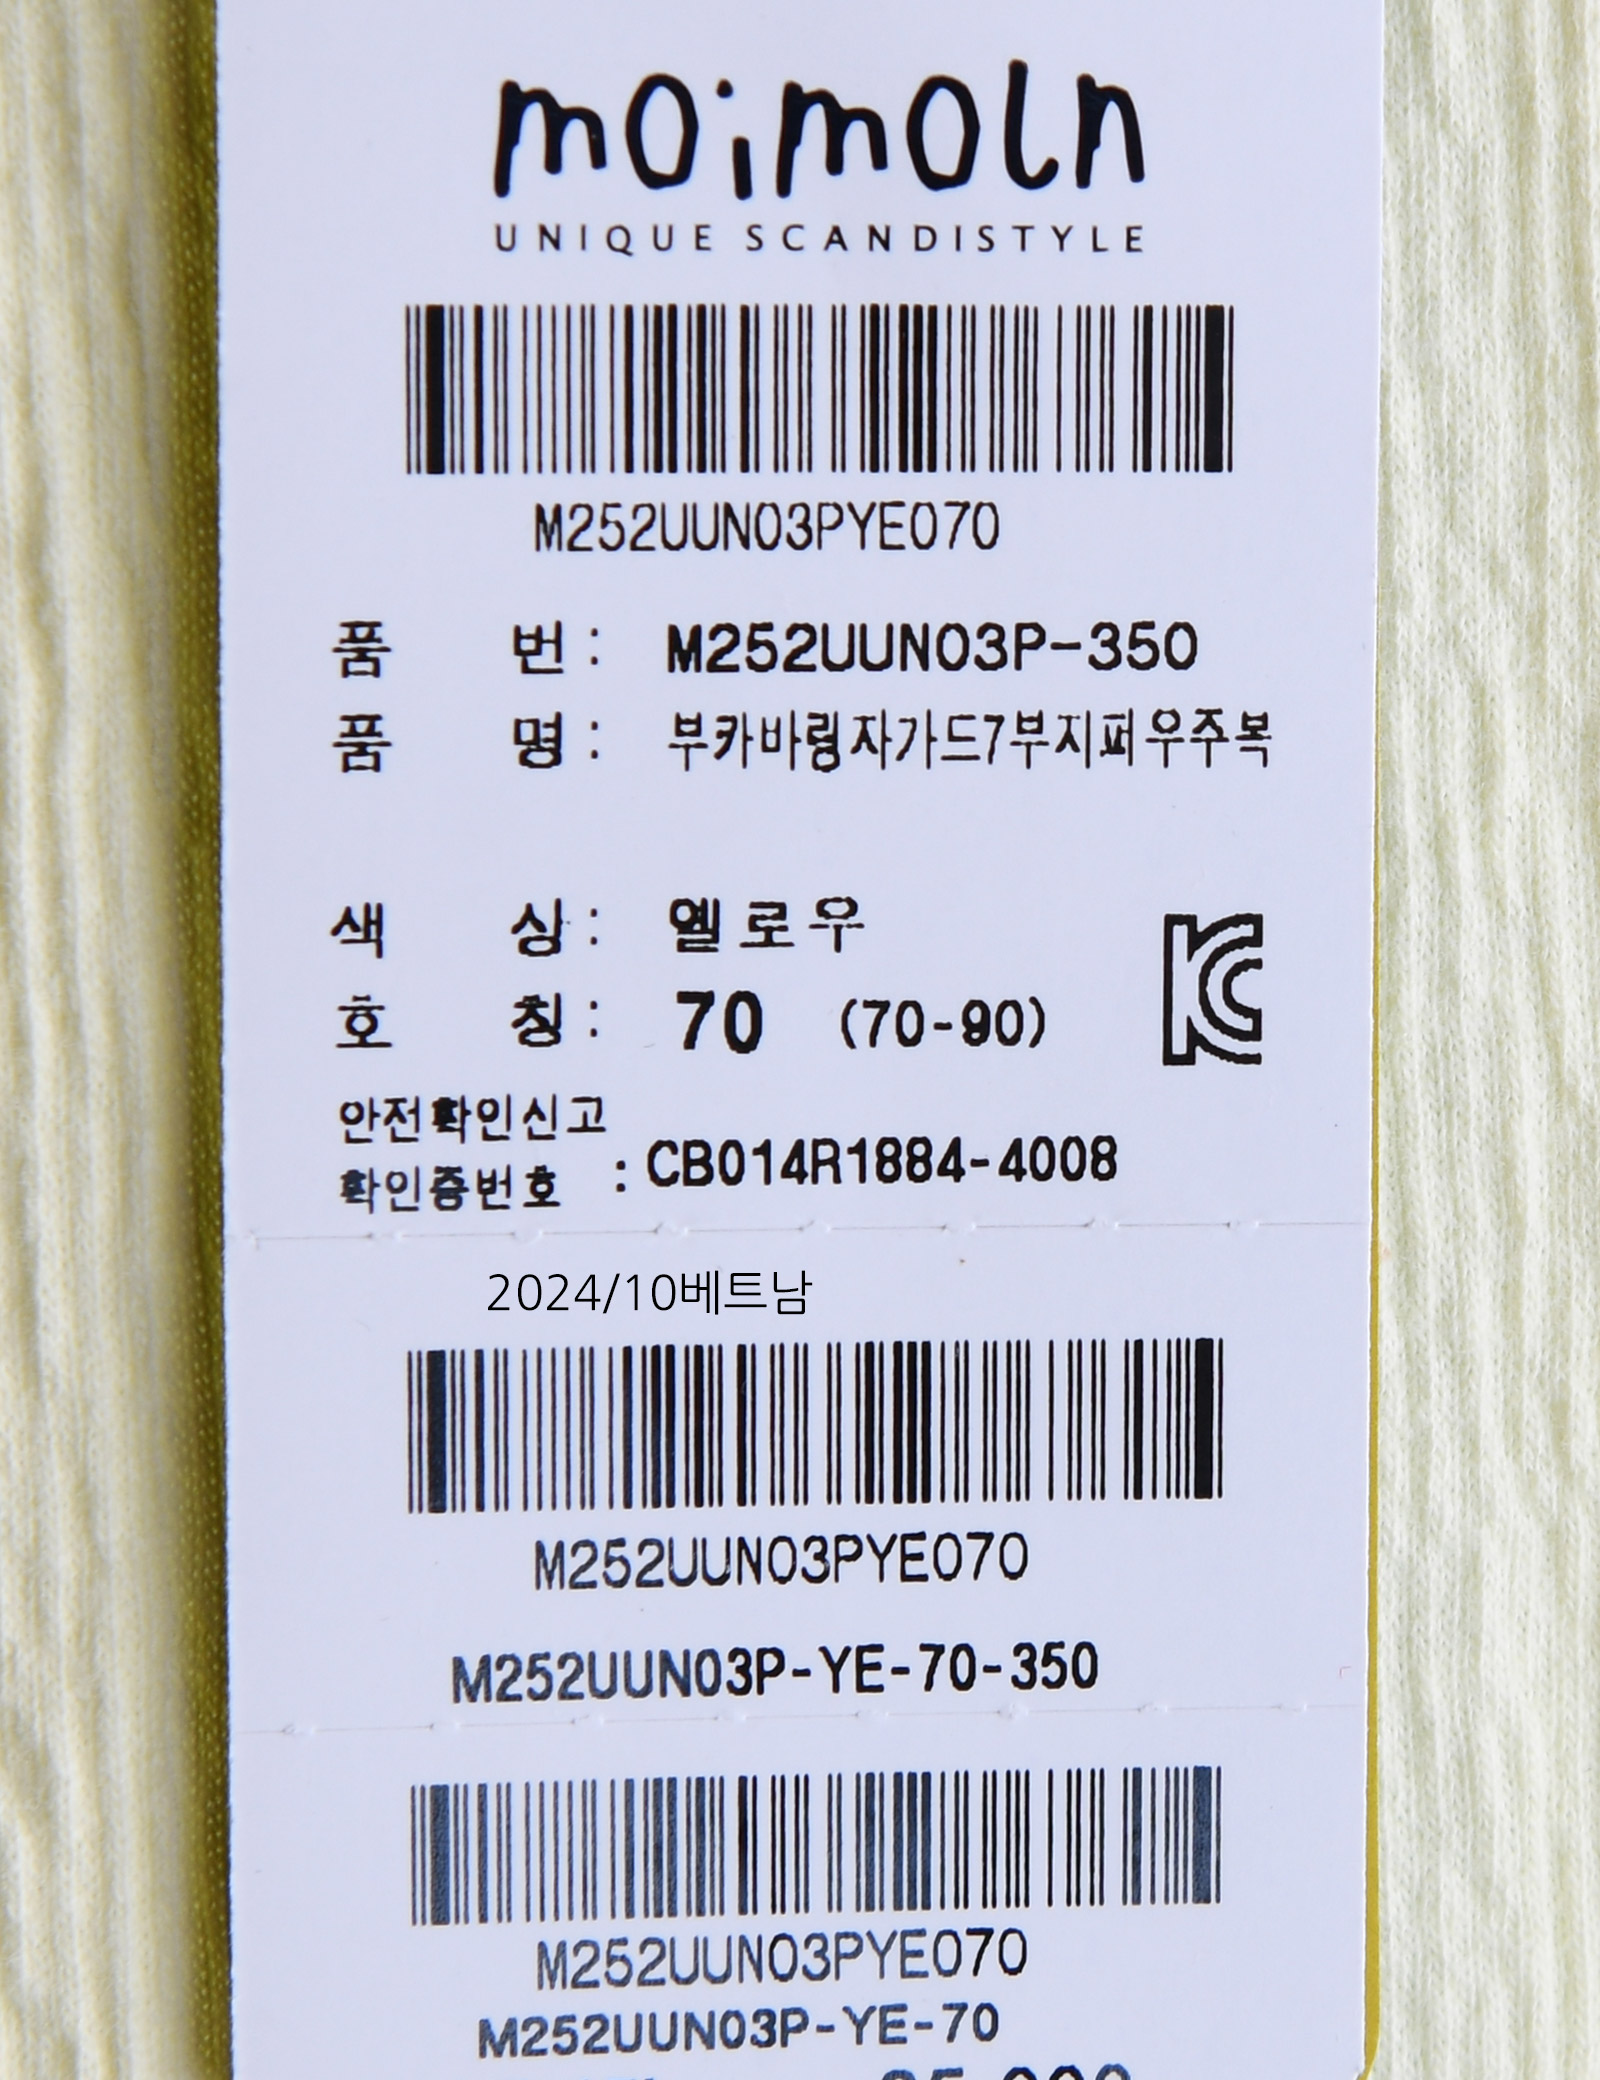 moimoln
UNIQUE SCANDISTYLE
M252UUN03PYE070
품 번 : M252UUN03P-350
품 명 : 부카바링자가드7부지퍼우주복
색 상 : 옐로우
호 칭 : 70 (70-90)
안전확인신고
확인증번호 : CB014R1884-4008
2024/10베트남
M252UUN03PYE070
M252UUN03P-YE-70-350
M252UUN03PYE070
M252UUN03P-YE-70